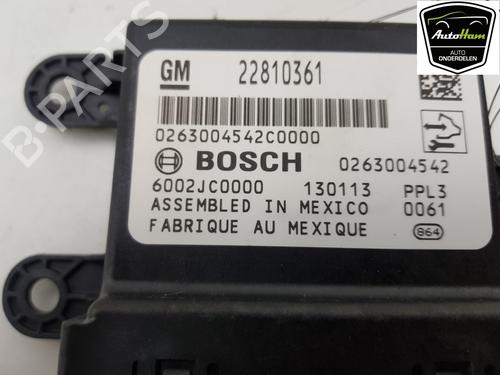 AutoHam
AUTO
ONDERDELEN
B-PARTS
GM 22810361
0263004542C0000
BOSCH 0263004542
6002JC0000 130113 PPL3
ASSEMBLED IN MEXICO 0061
FABRIQUE AU MEXIQUE 864